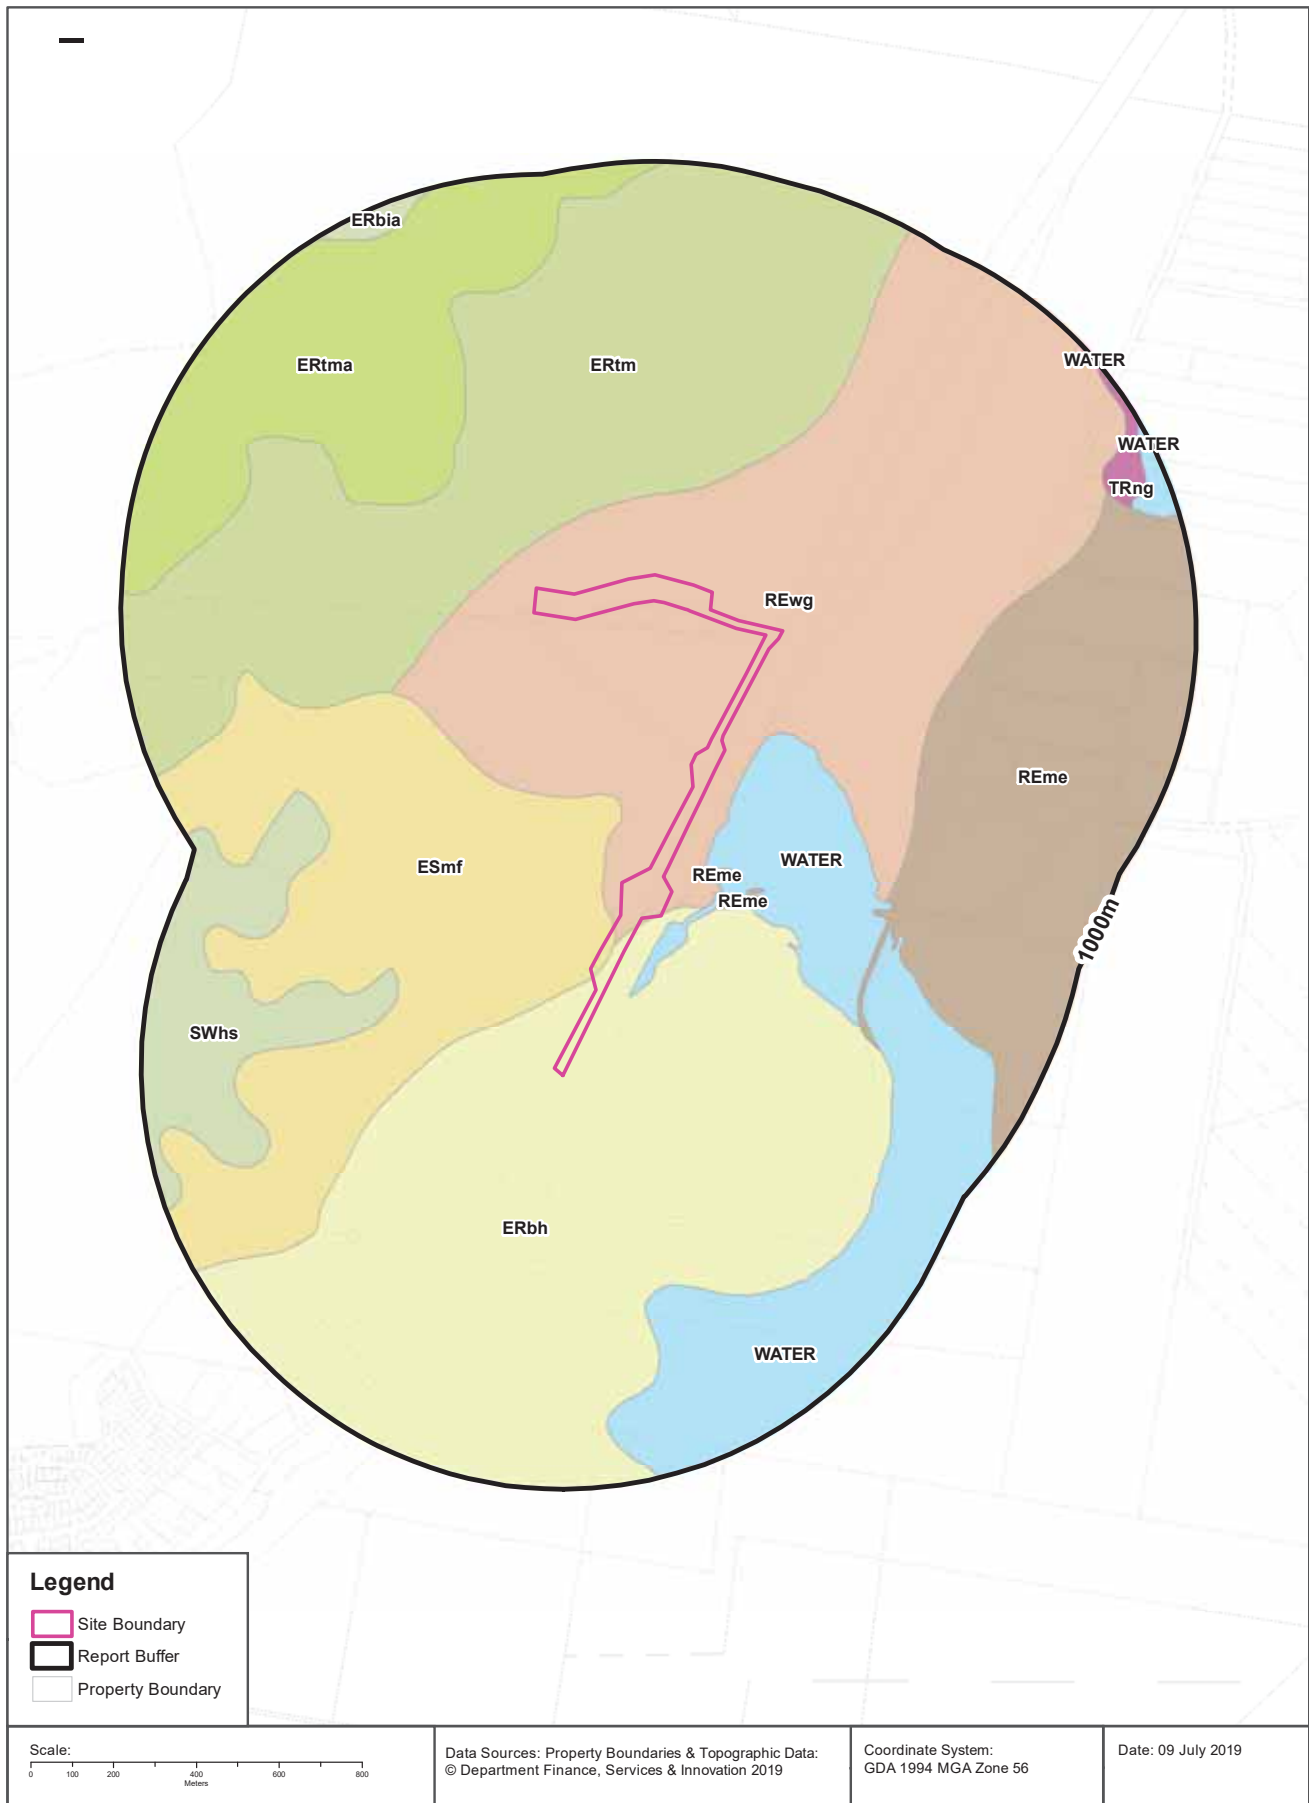 ERbia
ERtma
ERtm
WATER
WATER
TRng
REwg
REme
WATER
ESmf
REme
REme
1000m
SWhs
ERbh
WATER
Legend
Site Boundary
Report Buffer
Property Boundary
Scale:
0 100 200 400 600 800
Meters
Data Sources: Property Boundaries & Topographic Data:
© Department Finance, Services & Innovation 2019
Coordinate System:
GDA 1994 MGA Zone 56
Date: 09 July 2019